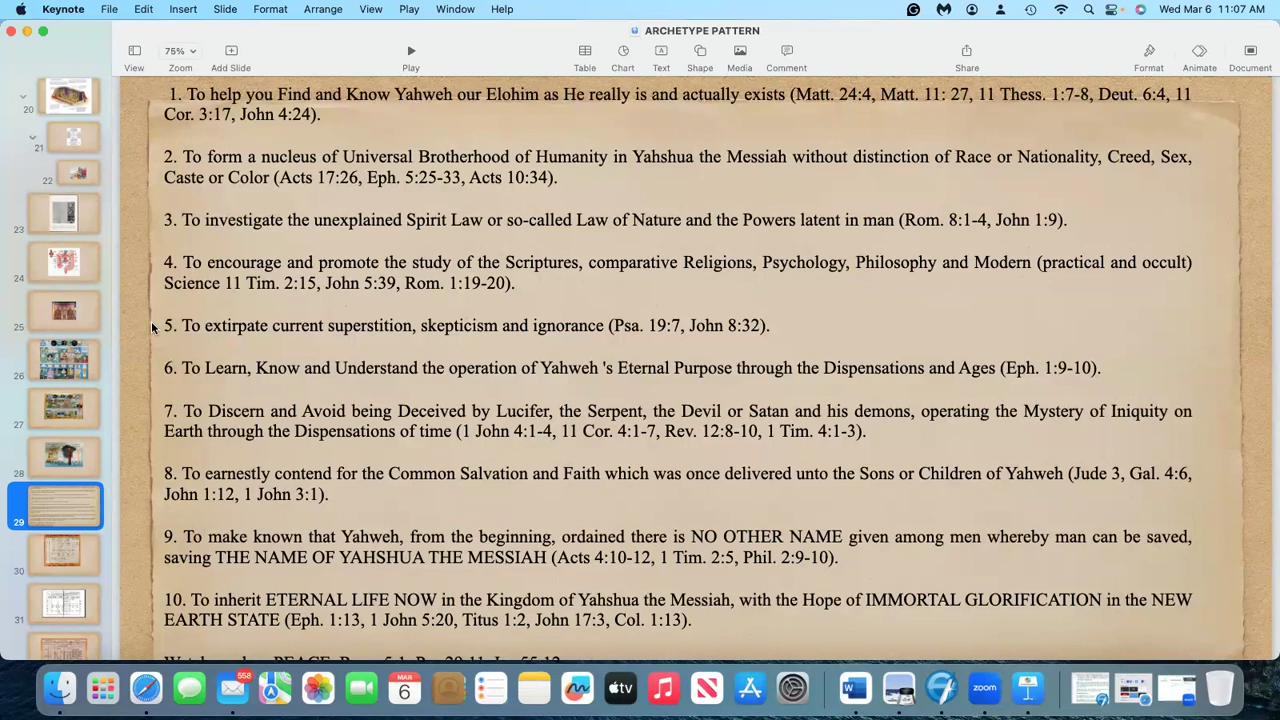 Keynote File Edit Insert Slide Format Arrange View Play Window Help Wed Mar 6 11:07 AM
ARCHETYPE PATTERN
75%
View Zoom Add Slide Play Table Chart Text Shape Media Comment Share Format Animate Document
1. To help you Find and Know Yahweh our Elohim as He really is and actually exists (Matt. 24:4, Matt. 11: 27, 11 Thess. 1:7-8, Deut. 6:4, 11
Cor. 3:17, John 4:24).
2. To form a nucleus of Universal Brotherhood of Humanity in Yahshua the Messiah without distinction of Race or Nationality, Creed, Sex,
Caste or Color (Acts 17:26, Eph. 5:25-33, Acts 10:34).
3. To investigate the unexplained Spirit Law or so-called Law of Nature and the Powers latent in man (Rom. 8:1-4, John 1:9).
4. To encourage and promote the study of the Scriptures, comparative Religions, Psychology, Philosophy and Modern (practical and occult)
Science 11 Tim. 2:15, John 5:39, Rom. 1:19-20).
5. To extirpate current superstition, skepticism and ignorance (Psa. 19:7, John 8:32).
6. To Learn, Know and Understand the operation of Yahweh 's Eternal Purpose through the Dispensations and Ages (Eph. 1:9-10).
7. To Discern and Avoid being Deceived by Lucifer, the Serpent, the Devil or Satan and his demons, operating the Mystery of Iniquity on
Earth through the Dispensations of time (1 John 4:1-4, 11 Cor. 4:1-7, Rev. 12:8-10, 1 Tim. 4:1-3).
8. To earnestly contend for the Common Salvation and Faith which was once delivered unto the Sons or Children of Yahweh (Jude 3, Gal. 4:6,
John 1:12, 1 John 3:1).
9. To make known that Yahweh, from the beginning, ordained there is NO OTHER NAME given among men whereby man can be saved,
saving THE NAME OF YAHSHUA THE MESSIAH (Acts 4:10-12, 1 Tim. 2:5, Phil. 2:9-10).
10. To inherit ETERNAL LIFE NOW in the Kingdom of Yahshua the Messiah, with the Hope of IMMORTAL GLORIFICATION in the NEW
EARTH STATE (Eph. 1:13, 1 John 5:20, Titus 1:2, John 17:3, Col. 1:13).
20
21
22
23
24
25
26
27
28
29
30
31
558
MAR
6
tv
zoom